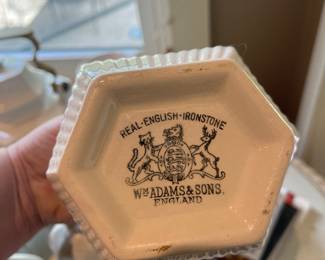 REAL·ENGLISH·IRONSTONE
Wᴹ ADAMS & SONS.
ENGLAND